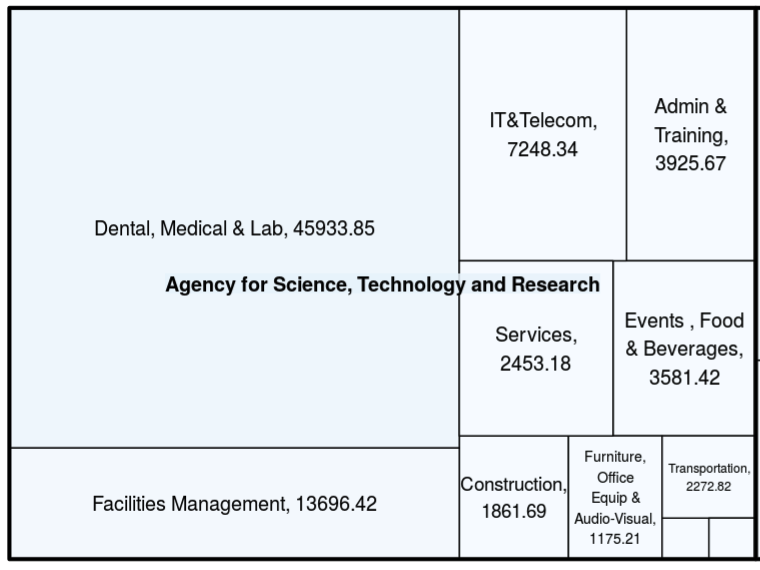 IT&Telecom,
7248.34
Admin &
Training,
3925.67
Dental, Medical & Lab, 45933.85
Agency for Science, Technology and Research
Services,
2453.18
Events , Food
& Beverages,
3581.42
Facilities Management, 13696.42
Construction,
1861.69
Furniture,
Office
Equip &
Audio-Visual,
1175.21
Transportation,
2272.82